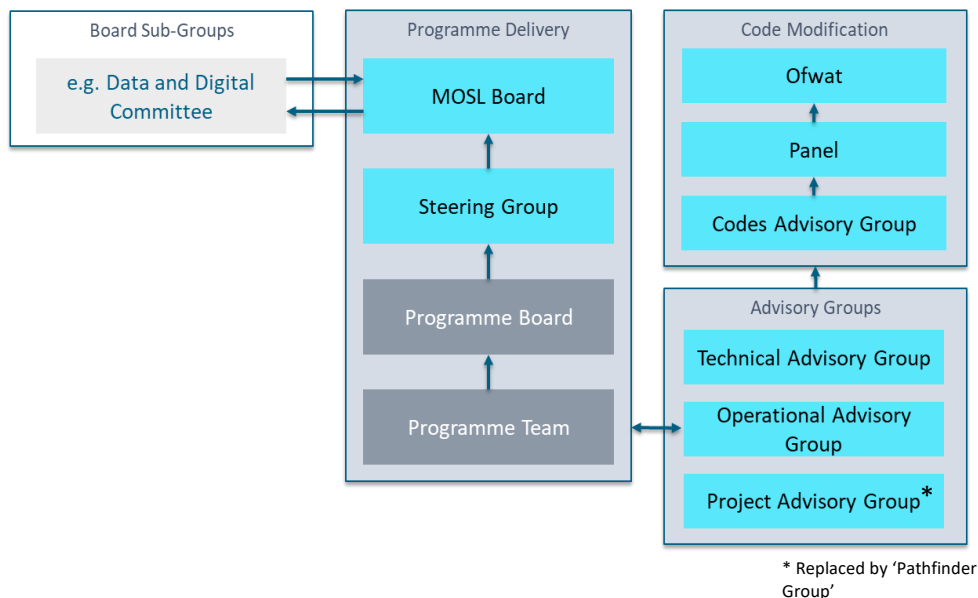 Board Sub-Groups
e.g. Data and Digital
Committee
Programme Delivery
MOSL Board
Steering Group
Programme Board
Programme Team
Code Modification
Ofwat
Panel
Codes Advisory Group
Advisory Groups
Technical Advisory Group
Operational Advisory
Group
Project Advisory Group*
* Replaced by ‘Pathfinder
Group’